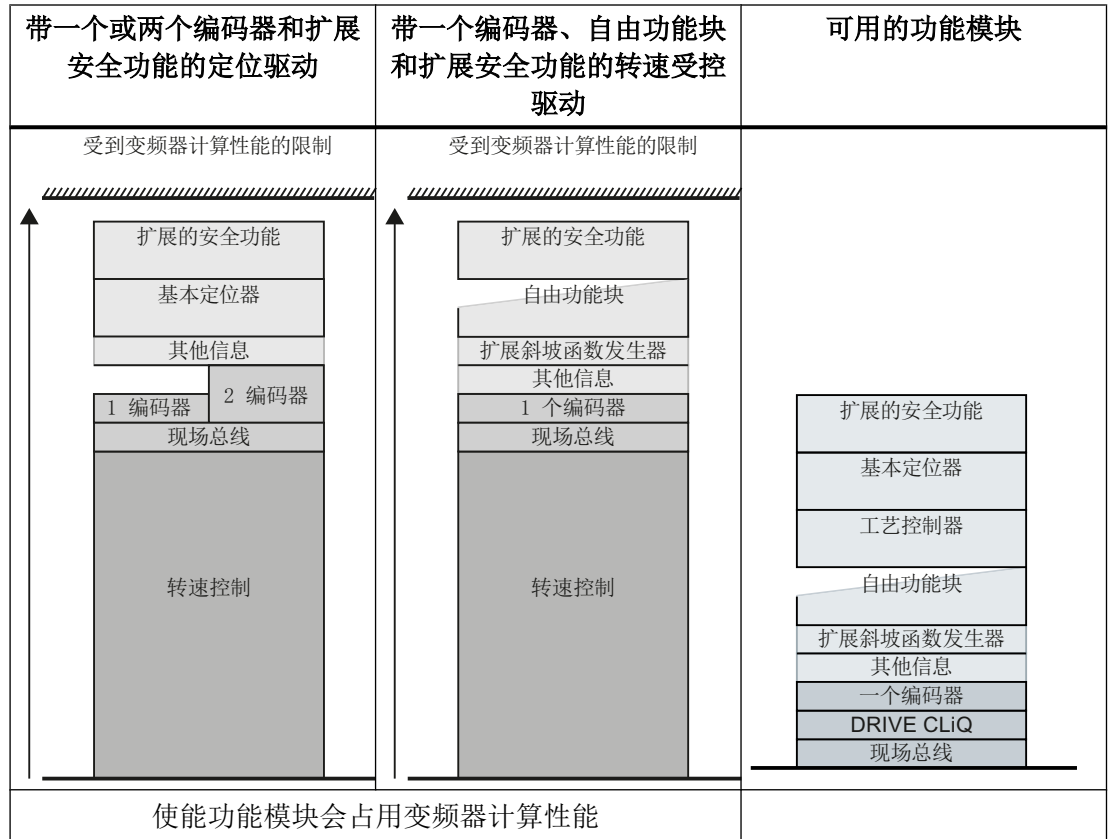 带一个或两个编码器和扩展
安全功能的定位驱动
带一个编码器、自由功能块
和扩展安全功能的转速受控
驱动
可用的功能模块
受到变频器计算性能的限制
扩展的安全功能
基本定位器
其他信息
1 编码器
2 编码器
现场总线
转速控制
受到变频器计算性能的限制
扩展的安全功能
自由功能块
扩展斜坡函数发生器
其他信息
1 个编码器
现场总线
转速控制
扩展的安全功能
基本定位器
工艺控制器
自由功能块
扩展斜坡函数发生器
其他信息
一个编码器
DRIVE CLiQ
现场总线
使能功能模块会占用变频器计算性能